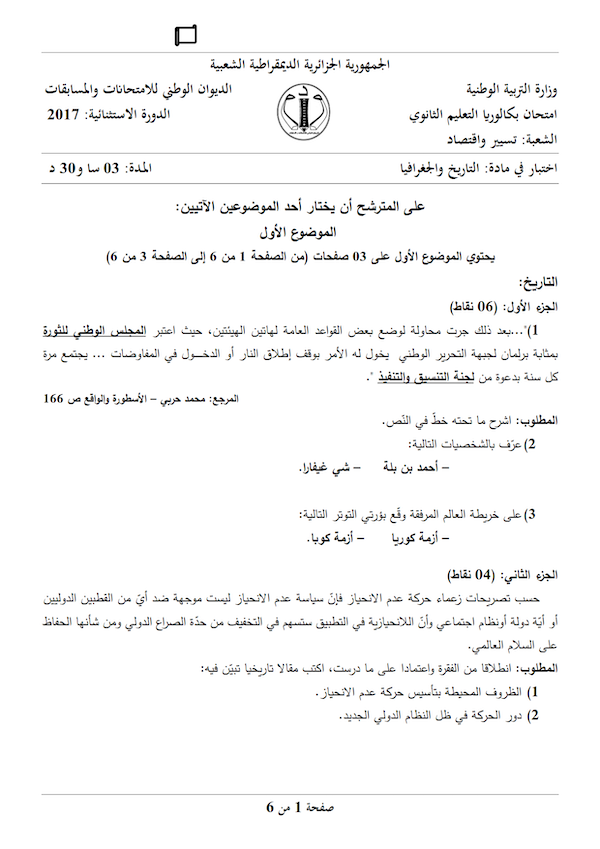 الجمهورية الجزائرية الديمقراطية الشعبية
وزارة التربية الوطنية
الديوان الوطني للامتحانات والمسابقات
امتحان بكالوريا التعليم الثانوي
الدورة الاستثنائية: 2017
الشعبة: تسيير واقتصاد
اختبار في مادة: التاريخ والجغرافيا
المدة: 03 سا و30 د
على المترشح أن يختار أحد الموضوعين الآتيين:
الموضوع الأول
يحتوي الموضوع الأول على 03 صفحات (من الصفحة 1 من 6 إلى الصفحة 3 من 6)
التاريخ:
الجزء الأول: (06 نقاط)
1) "...بعد ذلك جرت محاولة لوضع بعض القواعد العامة لهاتين الهيئتين، حيث اعتبر المجلس الوطني للثورة
بمثابة برلمان لجبهة التحرير الوطني يخول له الأمر بوقف إطلاق النار أو الدخـول في المفاوضات ... يجتمع مرة
كل سنة بدعوة من لجنة التنسيق والتنفيذ ".
المرجع: محمد حربي – الأسطورة والواقع ص 166
المطلوب: اشرح ما تحته خطّ في النّص.
2) عرّف بالشخصيات التالية:
– أحمد بن بلة – شي غيفارا.
3) على خريطة العالم المرفقة وقّع بؤرتي التوتر التالية:
– أزمة كوريا – أزمة كوبا.
الجزء الثاني: (04 نقاط)
حسب تصريحات زعماء حركة عدم الانحياز فإنّ سياسة عدم الانحياز ليست موجهة ضد أيّ من القطبين الدوليين
أو أيّة دولة أونظام اجتماعي وأنّ اللانحيازية في التطبيق ستسهم في التخفيف من حدّة الصراع الدولي ومن شأنها الحفاظ
على السلام العالمي.
المطلوب: انطلاقا من الفقرة واعتمادا على ما درست، اكتب مقالا تاريخيا تبيّن فيه:
1) الظروف المحيطة بتأسيس حركة عدم الانحياز.
2) دور الحركة في ظل النظام الدولي الجديد.
صفحة 1 من 6